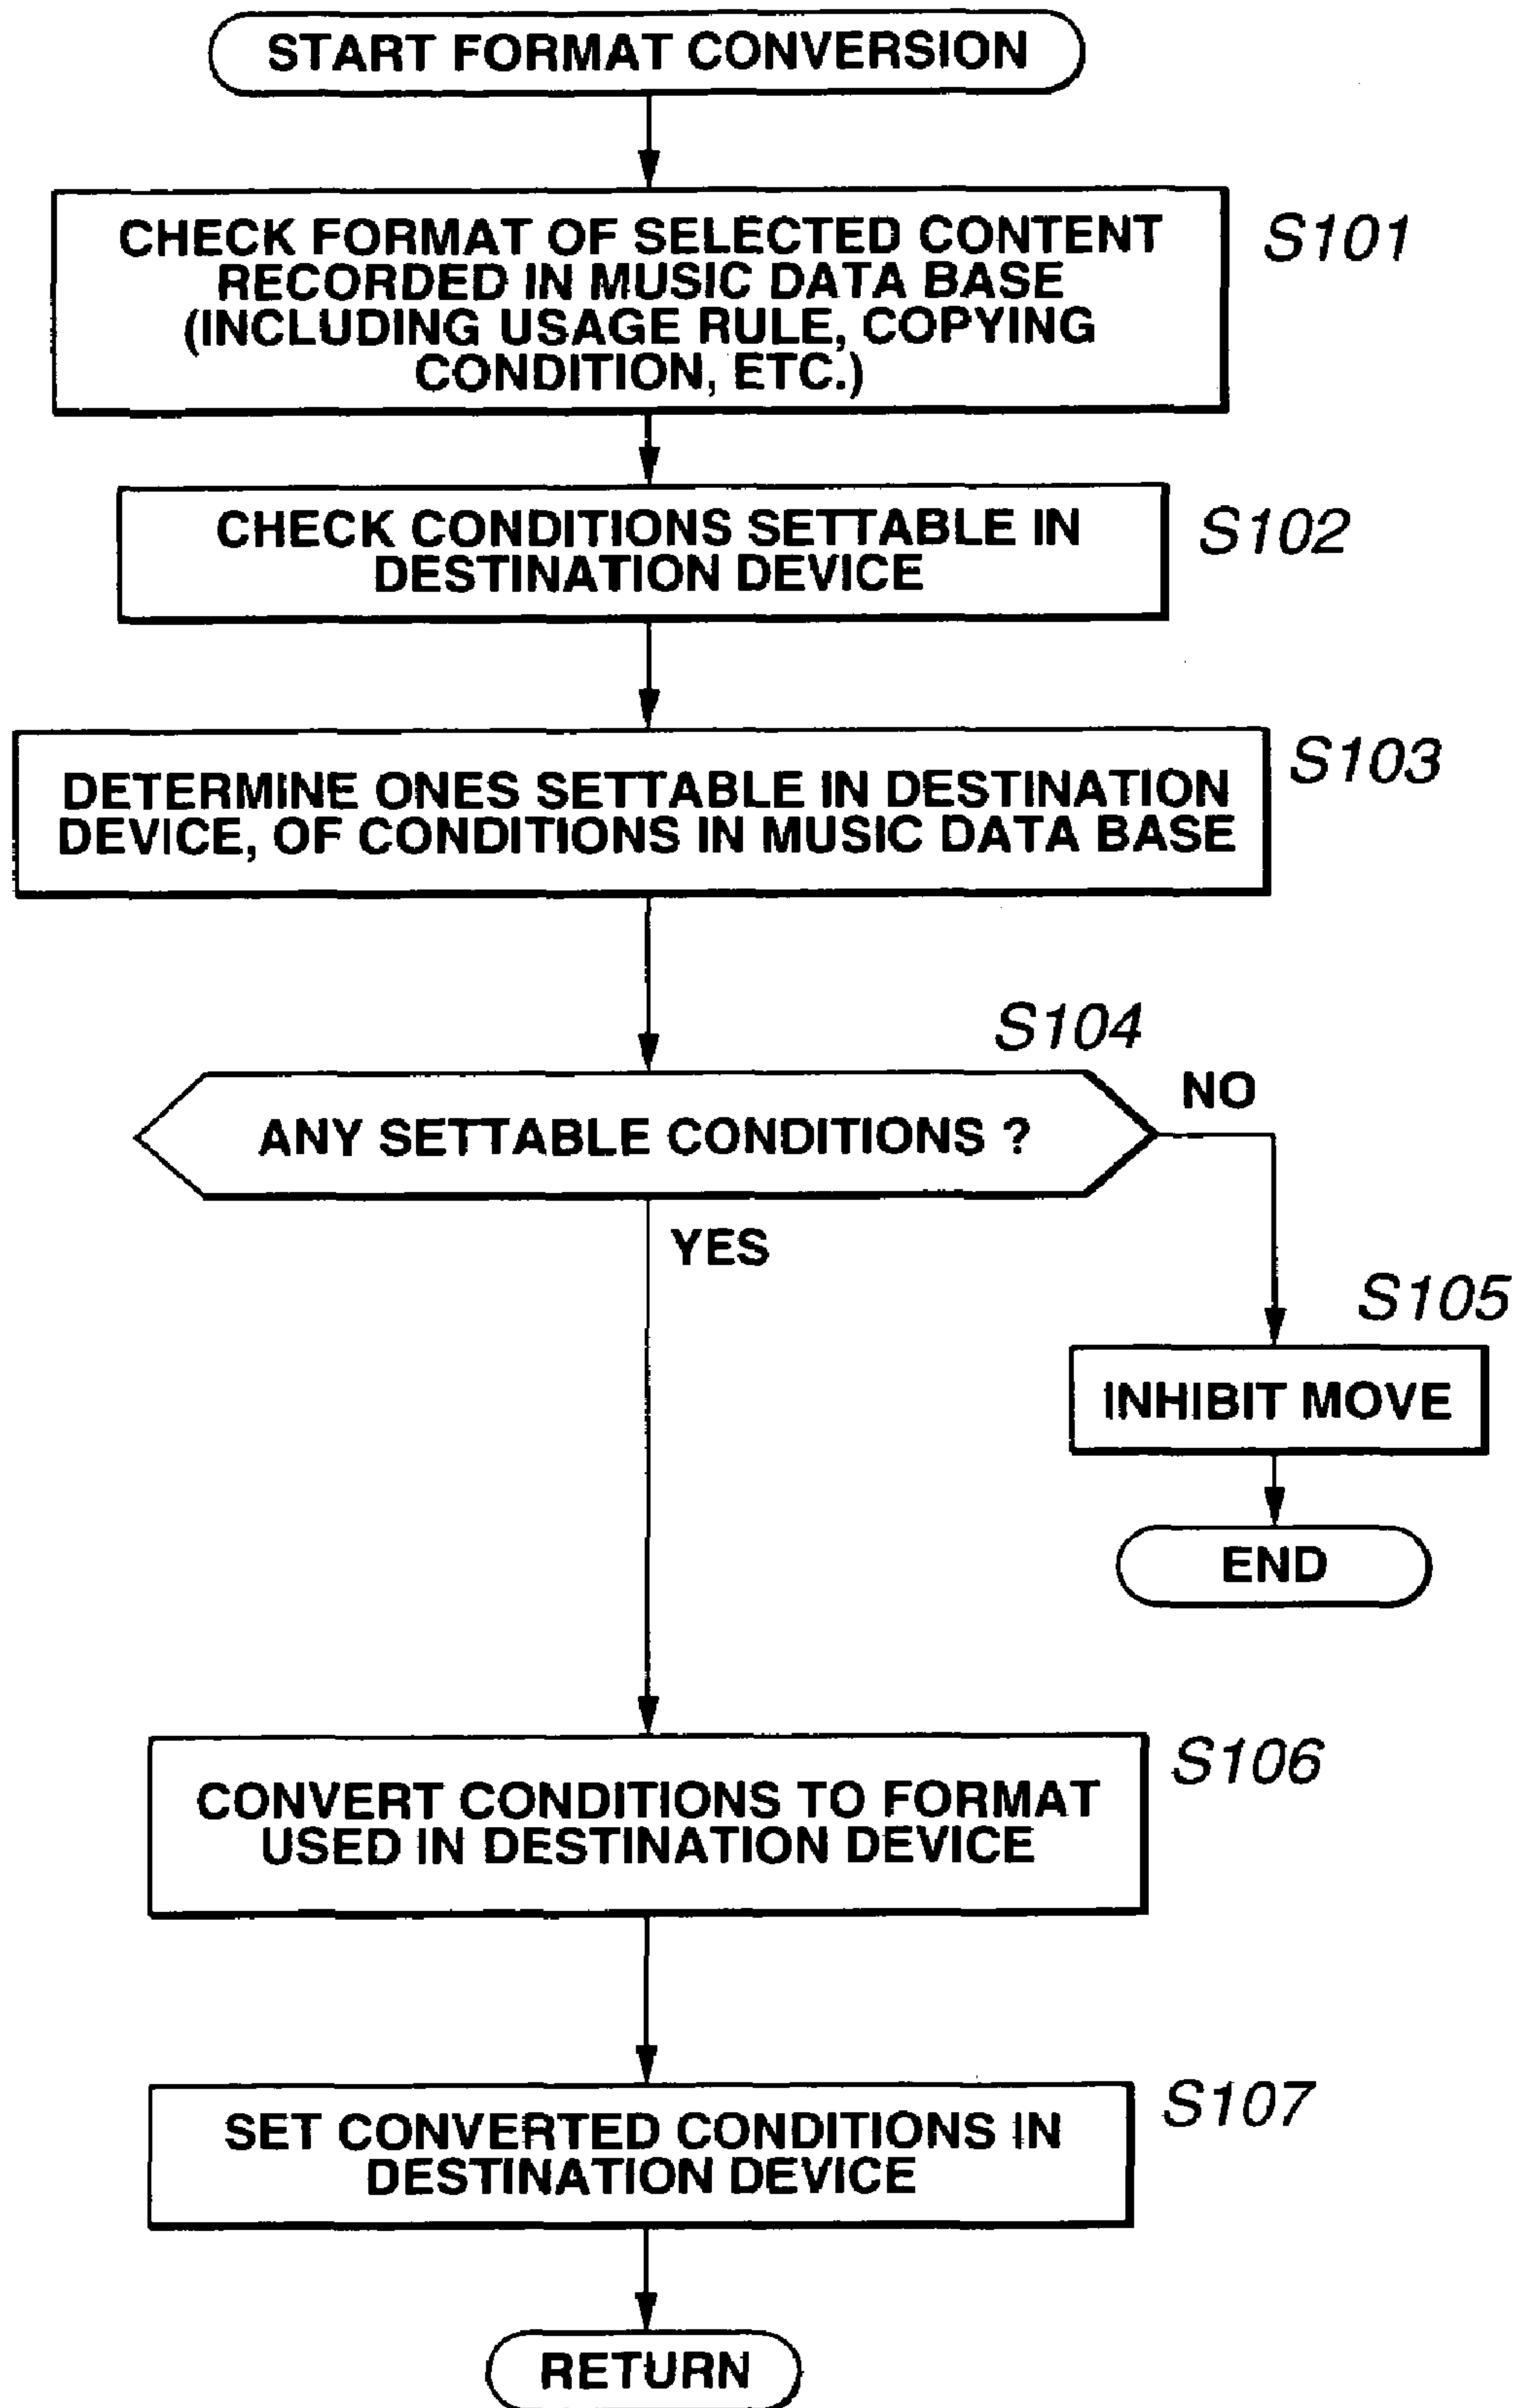 START FORMAT CONVERSION
CHECK FORMAT OF SELECTED CONTENT
RECORDED IN MUSIC DATA BASE
(INCLUDING USAGE RULE, COPYING
CONDITION, ETC.)
S101
CHECK CONDITIONS SETTABLE IN
DESTINATION DEVICE
S102
DETERMINE ONES SETTABLE IN DESTINATION
DEVICE, OF CONDITIONS IN MUSIC DATA BASE
S103
S104
ANY SETTABLE CONDITIONS ?
NO
YES
S105
INHIBIT MOVE
END
S106
CONVERT CONDITIONS TO FORMAT
USED IN DESTINATION DEVICE
S107
SET CONVERTED CONDITIONS IN
DESTINATION DEVICE
RETURN